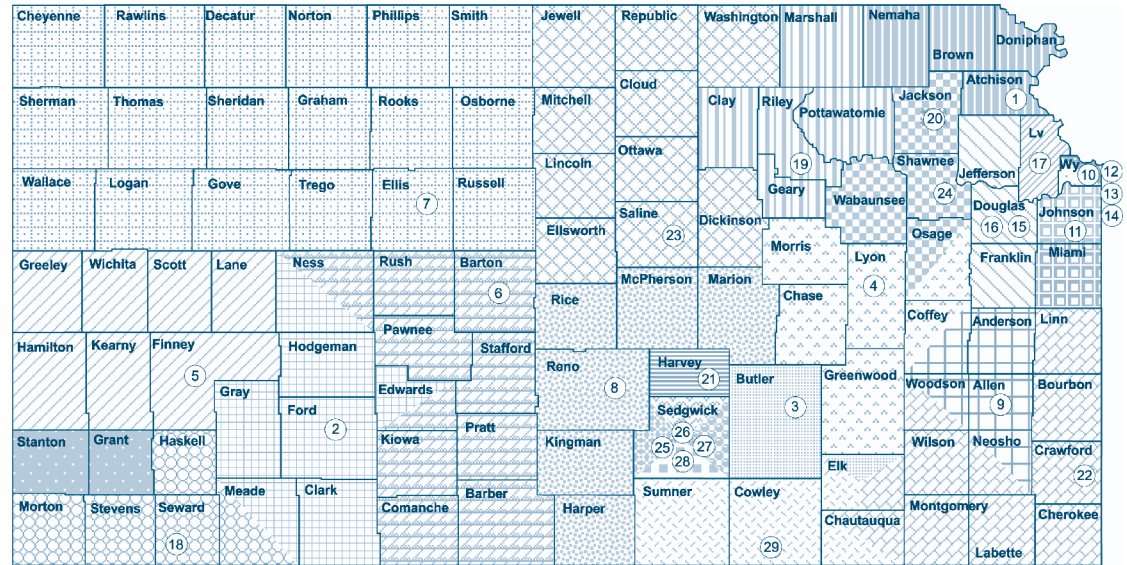 Cheyenne Rawlins Decatur Norton Phillips Smith Jewell Republic Washington Marshall Nemaha
Brown Doniphan
Atchison
1
Sherman Thomas Sheridan Graham Rooks Osborne Mitchell Cloud Clay Riley Pottawatomie Jackson
20
Lv
17
Wallace Logan Gove Trego Ellis Russell Lincoln Ottawa
7
19
Geary
Shawnee
24
Jefferson
Wy
10 12
13
14
Wabaunsee
Douglas
16 15
Johnson
11
Ellsworth
Saline
23
Dickinson
Morris
Osage
Franklin
Miami
Greeley Wichita Scott Lane Ness Rush Barton
6
Lyon
4
Rice
McPherson Marion
Chase
Coffey
Anderson
Linn
Hamilton Kearny Finney
5
Hodgeman
Pawnee
Stafford
Reno
8
Harvey
21
Butler
3
Greenwood
Woodson Allen
9
Bourbon
Gray
Ford
2
Edwards
Sedgwick
26
25 27
28
Stanton Grant Haskell
Kiowa
Pratt
Kingman
Elk
Wilson
Neosho
Crawford
22
Morton Stevens Seward
18
Meade Clark
Comanche
Barber
Harper
Sumner Cowley
29
Chautauqua
Montgomery
Labette
Cherokee